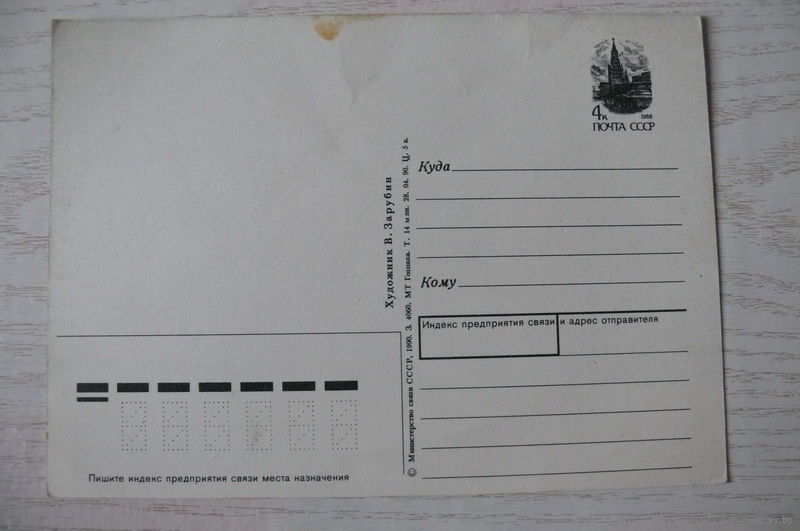 4к
1988
ПОЧТА СССР
Куда
Кому
Индекс предприятия связи и адрес отправителя
Художник В. Зарубин
© Министерство связи СССР, 1990. З. 4060. МТ Гознака. Т. 14 млн. 28. 04. 90. Ц. 5 к.
Пишите индекс предприятия связи места назначения